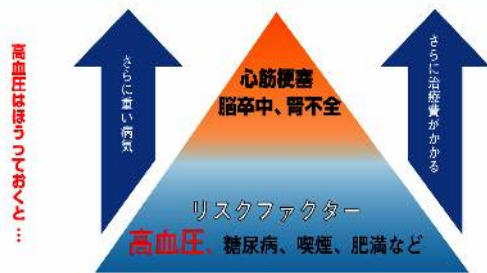 高血圧はほうっておくと…
さらに重い病気
心筋梗塞
脳卒中、腎不全
さらに治療費がかかる
リスクファクター
高血圧、糖尿病、喫煙、肥満など